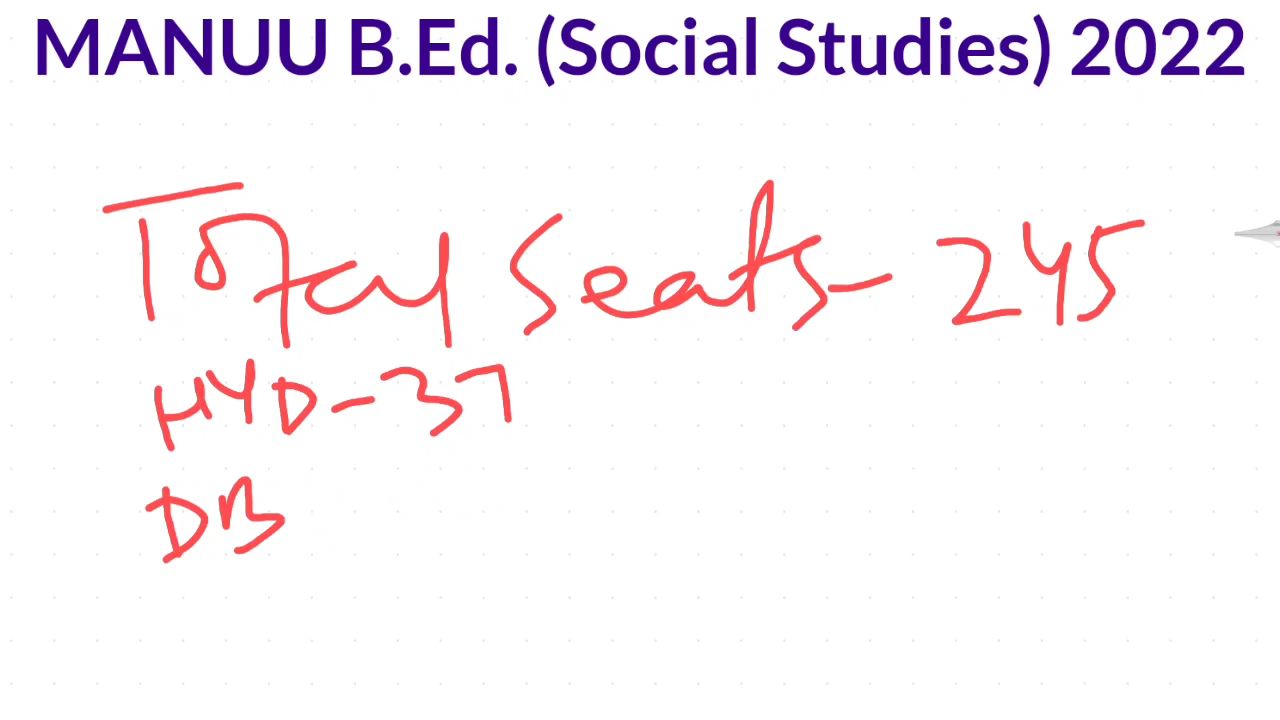 MANUU B.Ed. (Social Studies) 2022
Total Seats- 245
HYD-37
DB